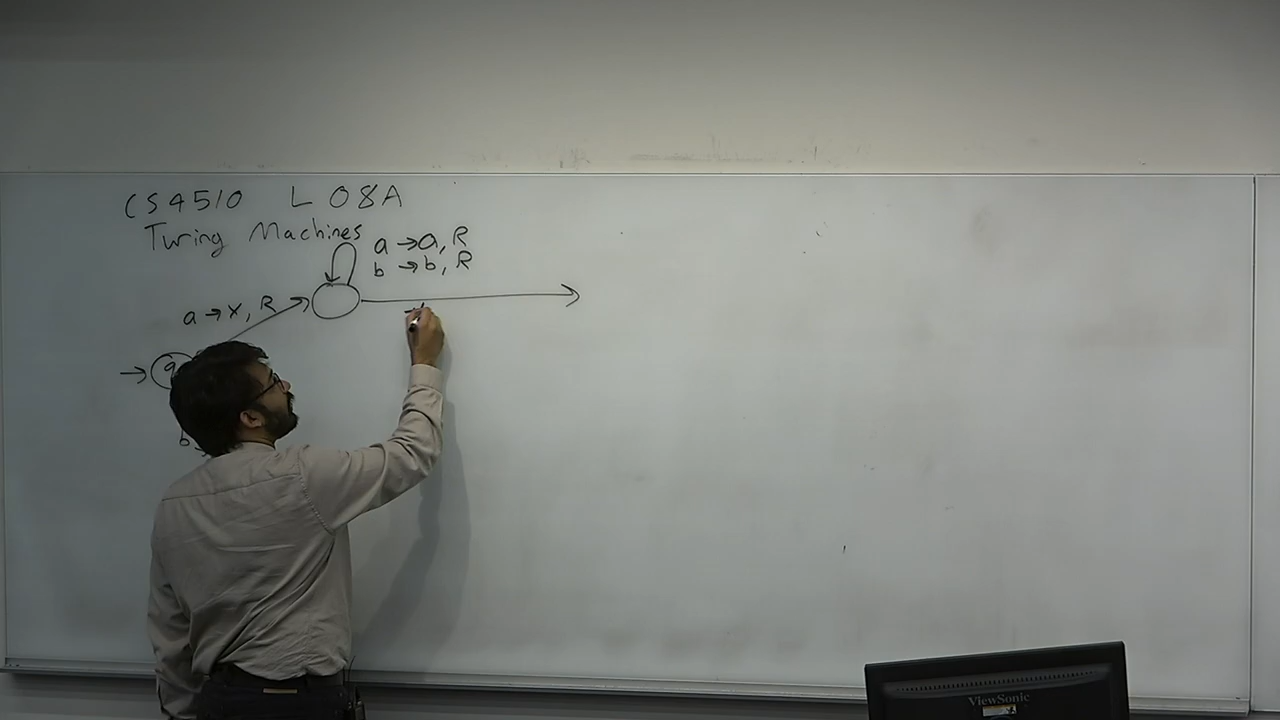 CS4510 L08A
Turing Machines
a → a, R
b → b, R
a → x, R
→ q
b
ViewSonic